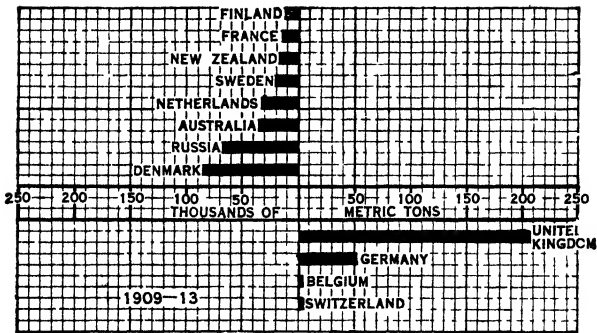 FINLAND
FRANCE
NEW ZEALAND
SWEDEN
NETHERLANDS
AUSTRALIA
RUSSIA
DENMARK
250 200 150 100 50 0 50 100 150 200 250
THOUSANDS OF METRIC TONS
UNITED
KINGDOM
GERMANY
BELGIUM
SWITZERLAND
1909—13